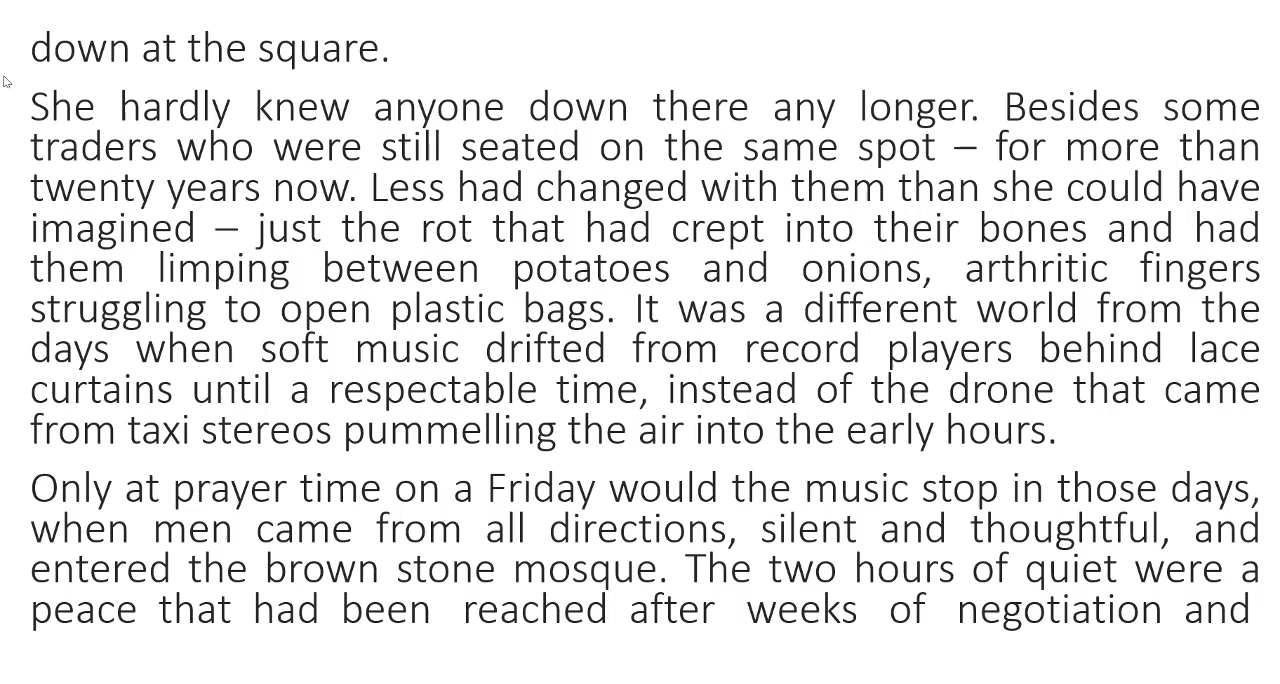 down at the square.
She hardly knew anyone down there any longer. Besides some
traders who were still seated on the same spot – for more than
twenty years now. Less had changed with them than she could have
imagined – just the rot that had crept into their bones and had
them limping between potatoes and onions, arthritic fingers
struggling to open plastic bags. It was a different world from the
days when soft music drifted from record players behind lace
curtains until a respectable time, instead of the drone that came
from taxi stereos pummelling the air into the early hours.
Only at prayer time on a Friday would the music stop in those days,
when men came from all directions, silent and thoughtful, and
entered the brown stone mosque. The two hours of quiet were a
peace that had been reached after weeks of negotiation and